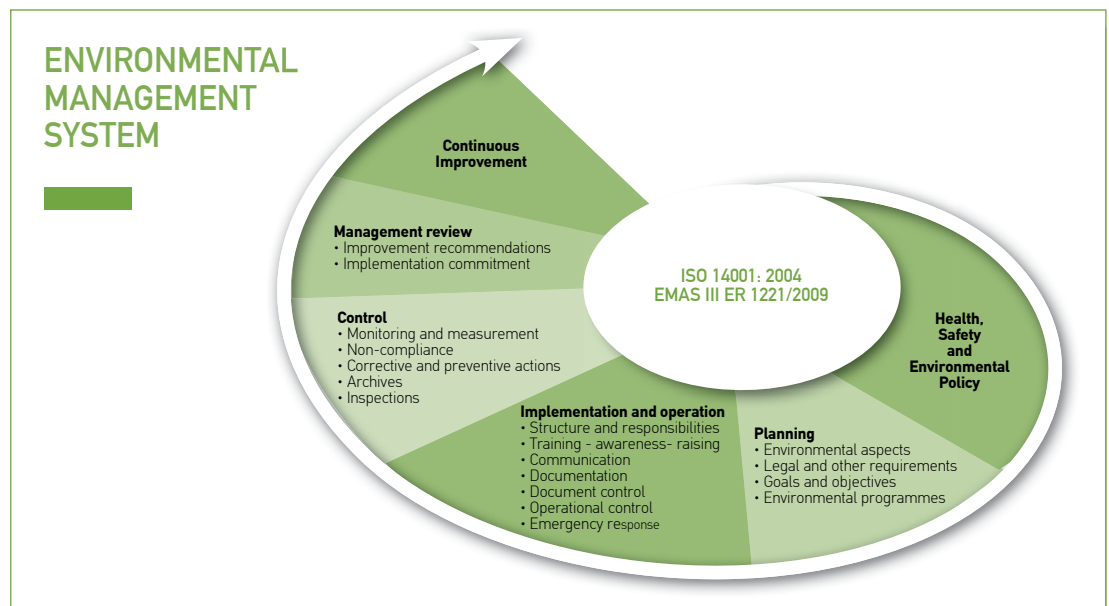 ENVIRONMENTAL
MANAGEMENT
SYSTEM
Continuous
Improvement
Management review
• Improvement recommendations
• Implementation commitment
Control
• Monitoring and measurement
• Non-compliance
• Corrective and preventive actions
• Archives
• Inspections
Implementation and operation
• Structure and responsibilities
• Training - awareness- raising
• Communication
• Documentation
• Document control
• Operational control
• Emergency response
Planning
• Environmental aspects
• Legal and other requirements
• Goals and objectives
• Environmental programmes
Health,
Safety
and
Environmental
Policy
ISO 14001: 2004
EMAS III ER 1221/2009